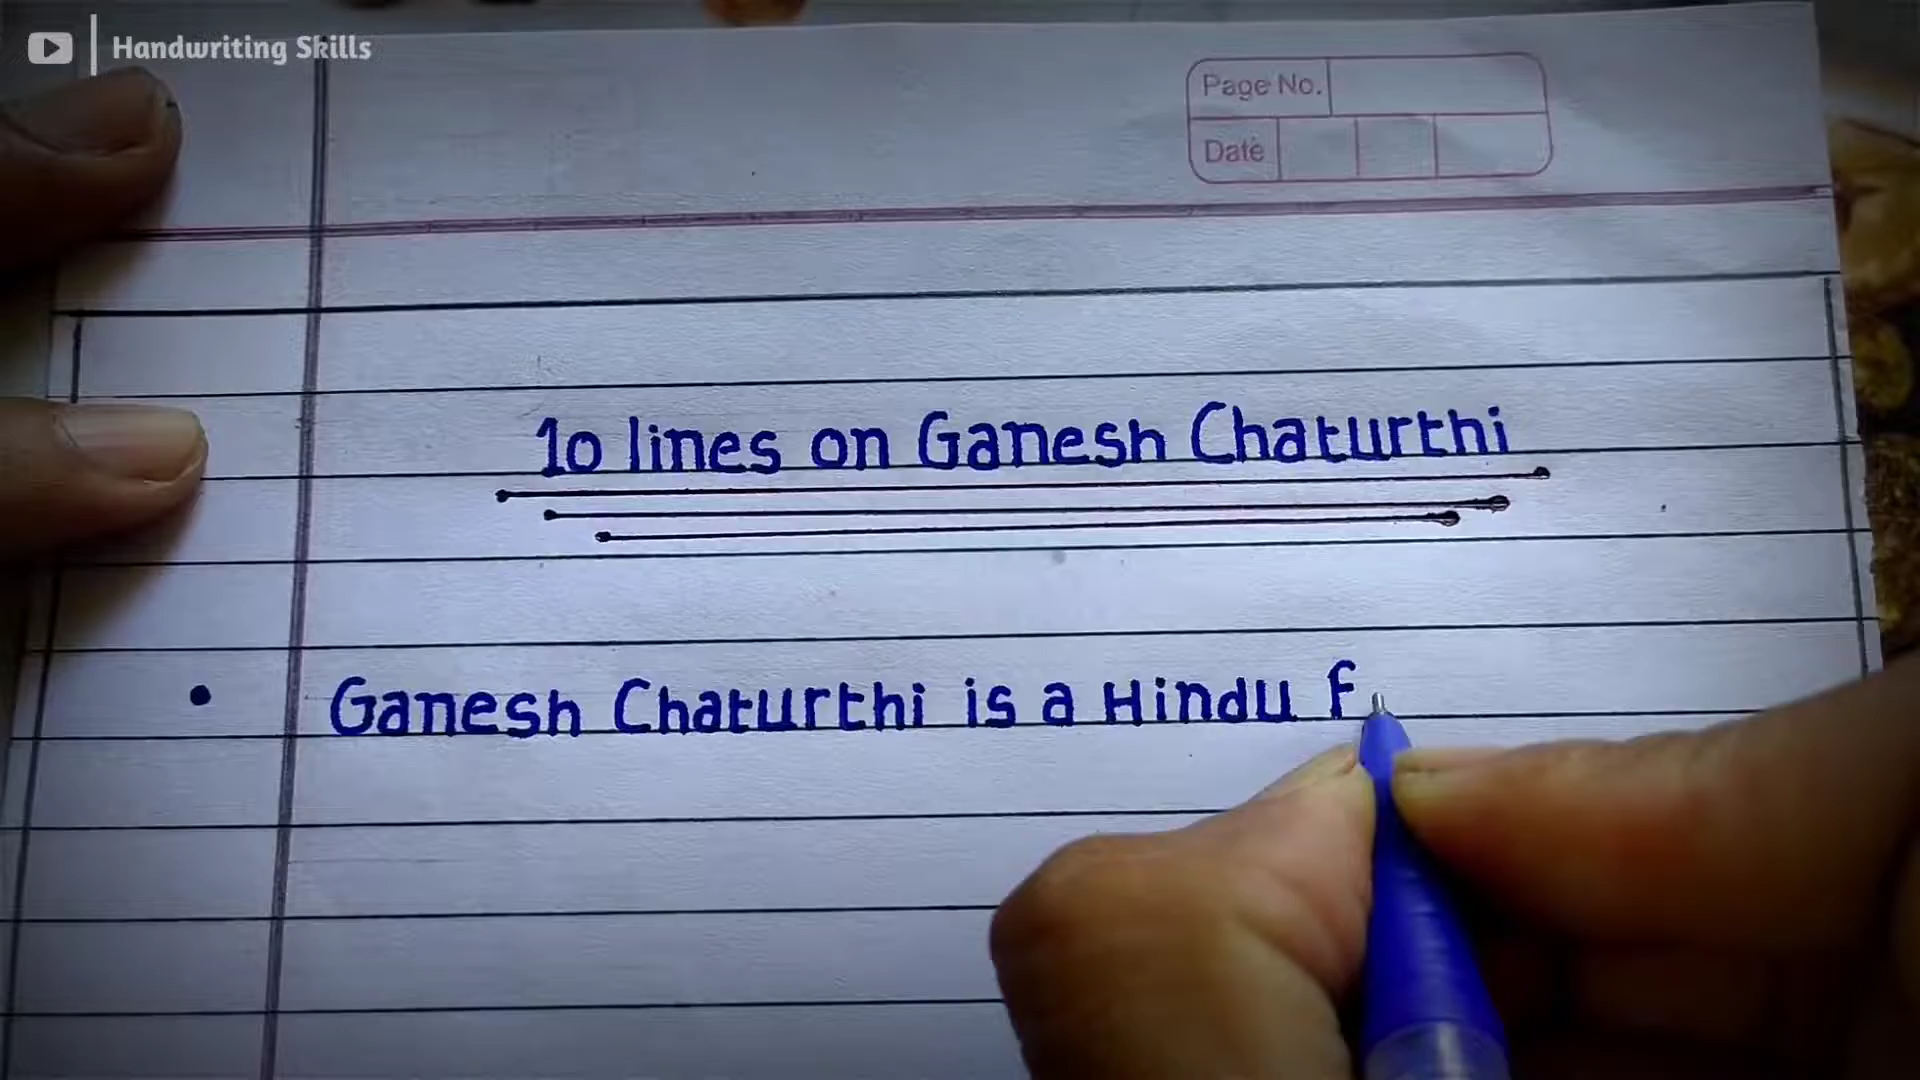 Handwriting Skills
Page No.
Date
10 lines on Ganesh Chaturthi
• Ganesh Chaturthi is a Hindu f